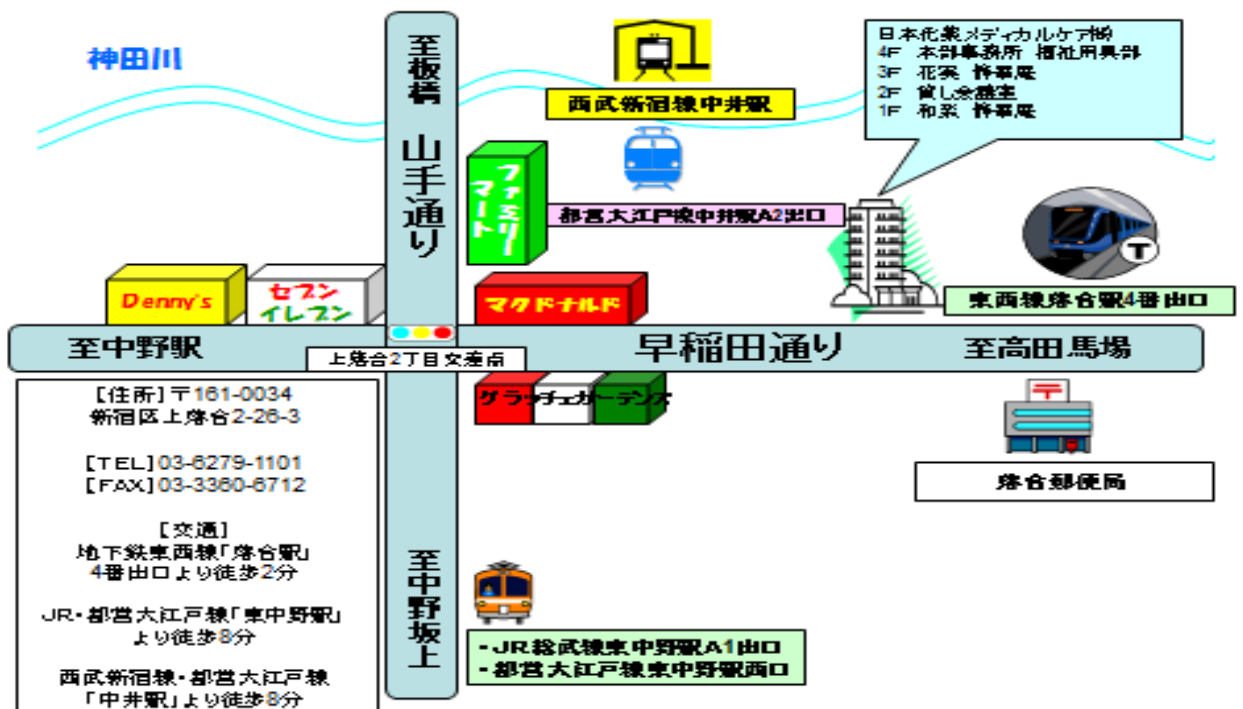 神田川
至板橋
山手通り
西武新宿線中井駅
日本化薬メディカルケア㈱
4F 本部事務所 福祉用具部
3F 花実
2F 貸し会議室
1F 和菜
ファミリー
マート
都営大江戸線中井駅A2出口
Denny's
セブン
イレブン
マクドナルド
東西線落合駅4番出口
至中野駅
早稲田通り
至高田馬場
上落合2丁目交差点
グラッチェガーデンズ
〒
落合郵便局
[住所]〒161-0034
新宿区上落合2-26-3
[TEL]03-6279-1101
[FAX]03-3360-6712
[交通]
地下鉄東西線「落合駅」
4番出口より徒歩2分
JR・都営大江戸線「東中野駅」
より徒歩8分
西武新宿線・都営大江戸線
「中井駅」より徒歩8分
至中野坂上
・JR総武線東中野駅A1出口
・都営大江戸線東中野駅西口
T